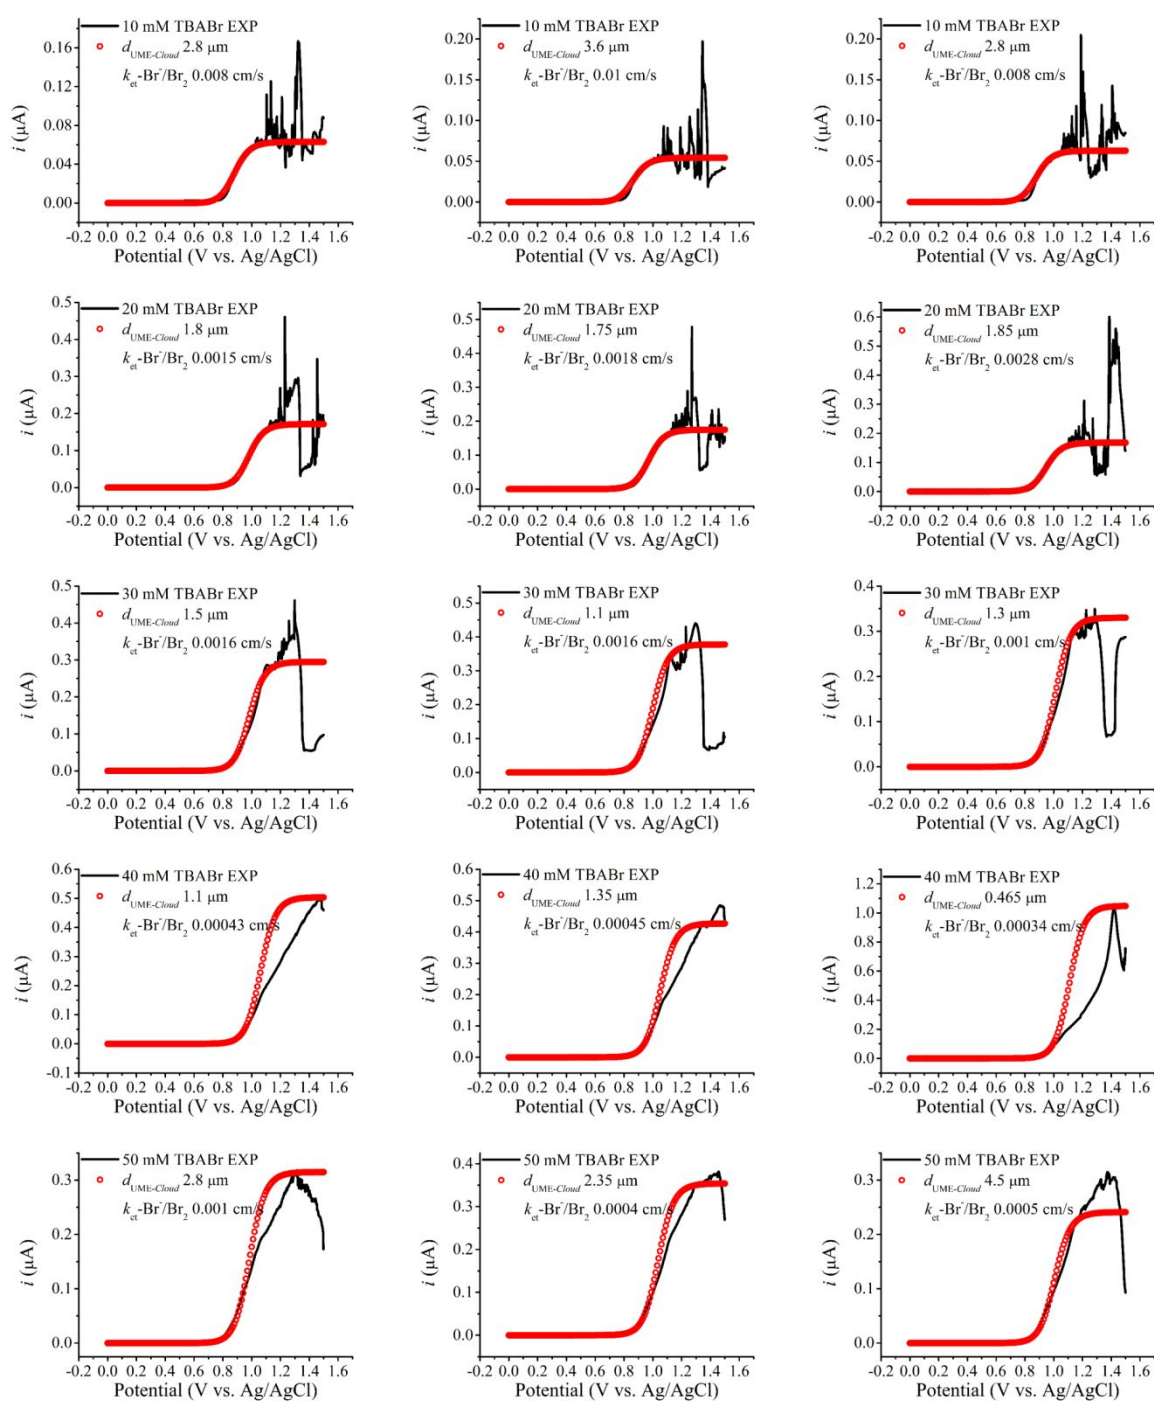 10 mM TBABr EXP
d_UME-Cloud 2.8 μm
k_et-Br⁻/Br₂ 0.008 cm/s
i (μA)
0.16
0.12
0.08
0.04
0.00
-0.2 0.0 0.2 0.4 0.6 0.8 1.0 1.2 1.4 1.6
Potential (V vs. Ag/AgCl)
10 mM TBABr EXP
d_UME-Cloud 3.6 μm
k_et-Br⁻/Br₂ 0.01 cm/s
i (μA)
0.20
0.15
0.10
0.05
0.00
-0.2 0.0 0.2 0.4 0.6 0.8 1.0 1.2 1.4 1.6
Potential (V vs. Ag/AgCl)
10 mM TBABr EXP
d_UME-Cloud 2.8 μm
k_et-Br⁻/Br₂ 0.008 cm/s
i (μA)
0.20
0.15
0.10
0.05
0.00
-0.2 0.0 0.2 0.4 0.6 0.8 1.0 1.2 1.4 1.6
Potential (V vs. Ag/AgCl)
20 mM TBABr EXP
d_UME-Cloud 1.8 μm
k_et-Br⁻/Br₂ 0.0015 cm/s
i (μA)
0.5
0.4
0.3
0.2
0.1
0.0
-0.2 0.0 0.2 0.4 0.6 0.8 1.0 1.2 1.4 1.6
Potential (V vs. Ag/AgCl)
20 mM TBABr EXP
d_UME-Cloud 1.75 μm
k_et-Br⁻/Br₂ 0.0018 cm/s
i (μA)
0.5
0.4
0.3
0.2
0.1
0.0
-0.2 0.0 0.2 0.4 0.6 0.8 1.0 1.2 1.4 1.6
Potential (V vs. Ag/AgCl)
20 mM TBABr EXP
d_UME-Cloud 1.85 μm
k_et-Br⁻/Br₂ 0.0028 cm/s
i (μA)
0.6
0.5
0.4
0.3
0.2
0.1
0.0
-0.2 0.0 0.2 0.4 0.6 0.8 1.0 1.2 1.4 1.6
Potential (V vs. Ag/AgCl)
30 mM TBABr EXP
d_UME-Cloud 1.5 μm
k_et-Br⁻/Br₂ 0.0016 cm/s
i (μA)
0.5
0.4
0.3
0.2
0.1
0.0
-0.2 0.0 0.2 0.4 0.6 0.8 1.0 1.2 1.4 1.6
Potential (V vs. Ag/AgCl)
30 mM TBABr EXP
d_UME-Cloud 1.1 μm
k_et-Br⁻/Br₂ 0.0016 cm/s
i (μA)
0.5
0.4
0.3
0.2
0.1
0.0
-0.2 0.0 0.2 0.4 0.6 0.8 1.0 1.2 1.4 1.6
Potential (V vs. Ag/AgCl)
30 mM TBABr EXP
d_UME-Cloud 1.3 μm
k_et-Br⁻/Br₂ 0.001 cm/s
i (μA)
0.4
0.3
0.2
0.1
0.0
-0.2 0.0 0.2 0.4 0.6 0.8 1.0 1.2 1.4 1.6
Potential (V vs. Ag/AgCl)
40 mM TBABr EXP
d_UME-Cloud 1.1 μm
k_et-Br⁻/Br₂ 0.00043 cm/s
i (μA)
0.6
0.5
0.4
0.3
0.2
0.1
0.0
-0.1
-0.2 0.0 0.2 0.4 0.6 0.8 1.0 1.2 1.4 1.6
Potential (V vs. Ag/AgCl)
40 mM TBABr EXP
d_UME-Cloud 1.35 μm
k_et-Br⁻/Br₂ 0.00045 cm/s
i (μA)
0.6
0.5
0.4
0.3
0.2
0.1
0.0
-0.2 0.0 0.2 0.4 0.6 0.8 1.0 1.2 1.4 1.6
Potential (V vs. Ag/AgCl)
40 mM TBABr EXP
d_UME-Cloud 0.465 μm
k_et-Br⁻/Br₂ 0.00034 cm/s
i (μA)
1.2
1.0
0.8
0.6
0.4
0.2
0.0
-0.2 0.0 0.2 0.4 0.6 0.8 1.0 1.2 1.4 1.6
Potential (V vs. Ag/AgCl)
50 mM TBABr EXP
d_UME-Cloud 2.8 μm
k_et-Br⁻/Br₂ 0.001 cm/s
i (μA)
0.3
0.2
0.1
0.0
-0.2 0.0 0.2 0.4 0.6 0.8 1.0 1.2 1.4 1.6
Potential (V vs. Ag/AgCl)
50 mM TBABr EXP
d_UME-Cloud 2.35 μm
k_et-Br⁻/Br₂ 0.0004 cm/s
i (μA)
0.4
0.3
0.2
0.1
0.0
-0.2 0.0 0.2 0.4 0.6 0.8 1.0 1.2 1.4 1.6
Potential (V vs. Ag/AgCl)
50 mM TBABr EXP
d_UME-Cloud 4.5 μm
k_et-Br⁻/Br₂ 0.0005 cm/s
i (μA)
0.3
0.2
0.1
0.0
-0.2 0.0 0.2 0.4 0.6 0.8 1.0 1.2 1.4 1.6
Potential (V vs. Ag/AgCl)